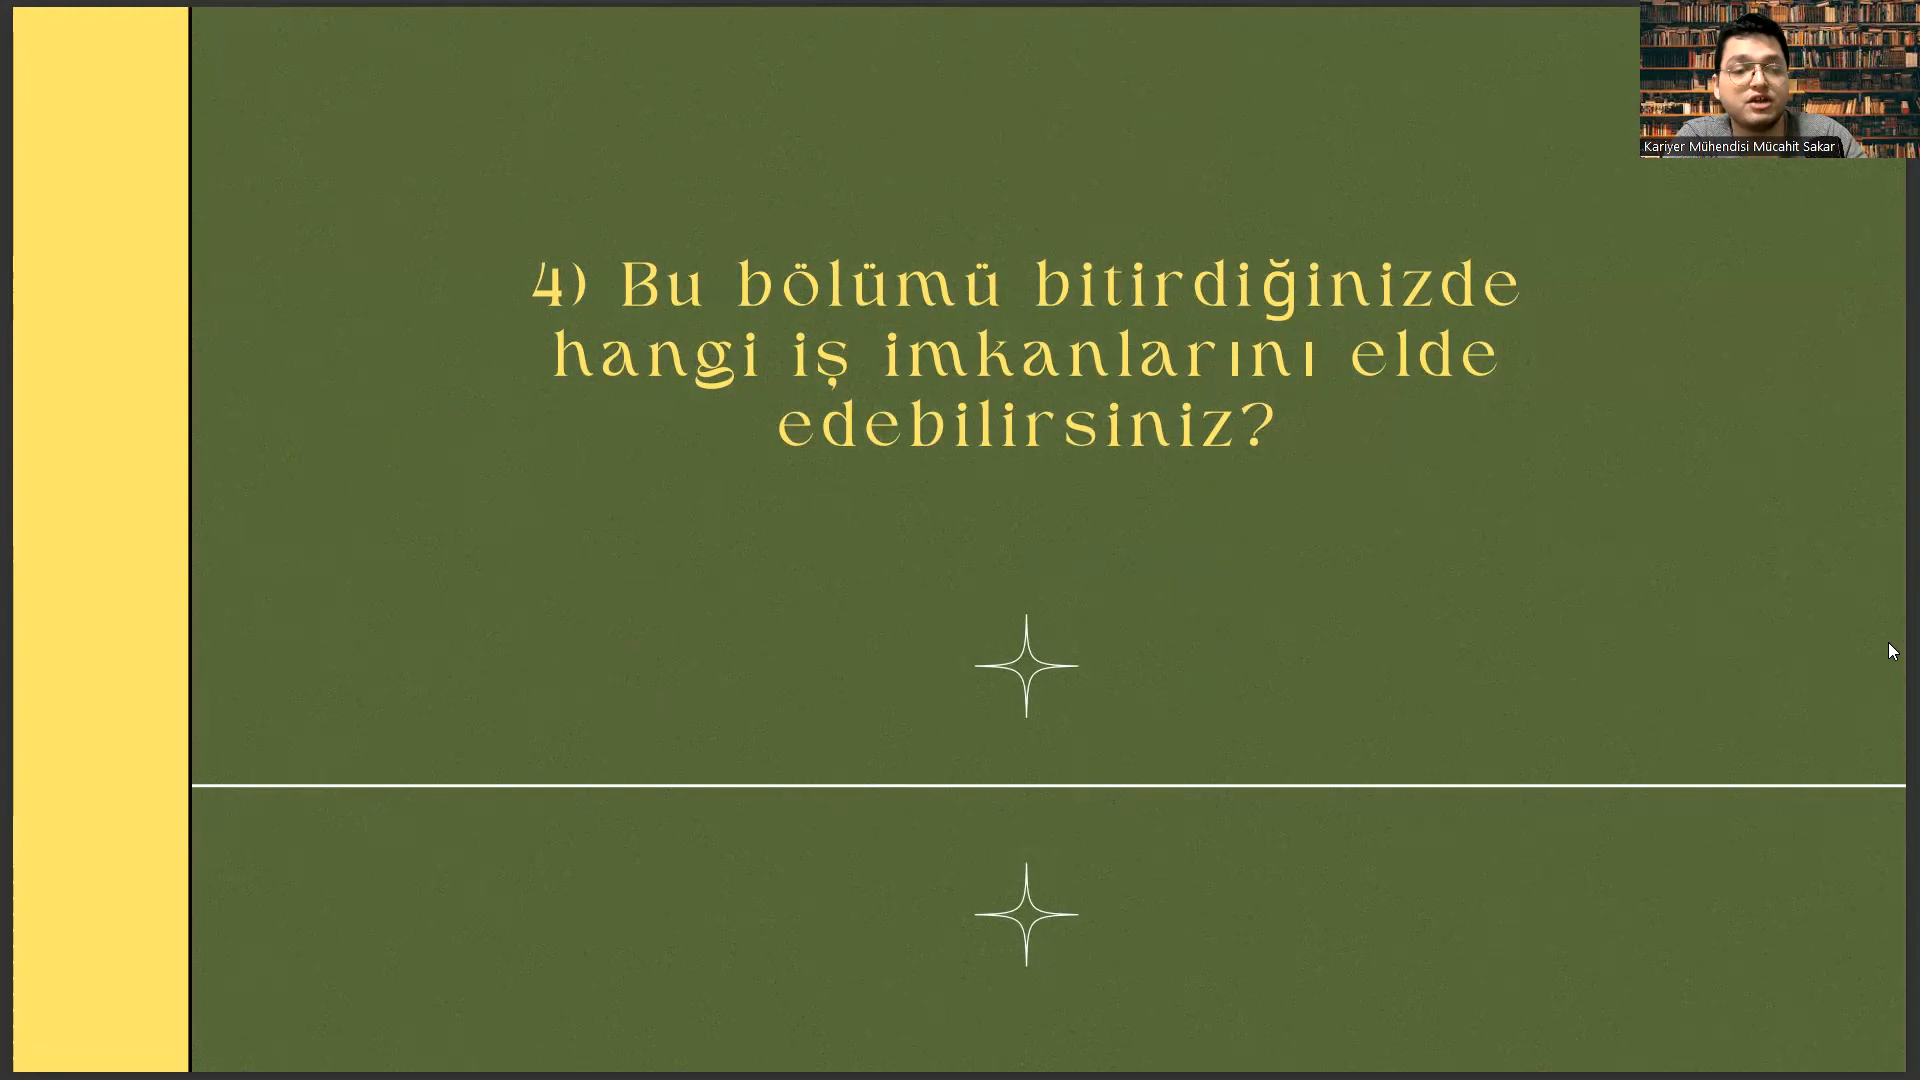 Kariyer Mühendisi Mücahit Sakar
4) Bu bölümü bitirdiğinizde
hangi iş imkanlarını elde
edebilirsiniz?